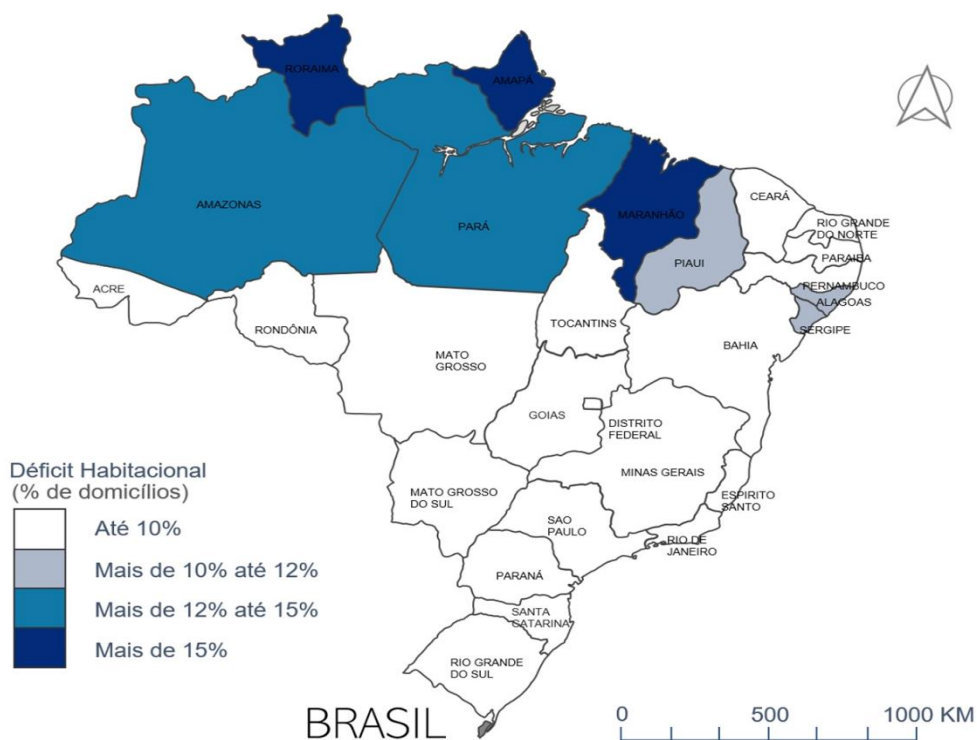 RORAIMA
AMAPÁ
AMAZONAS
PARÁ
MARANHÃO
CEARÁ
RIO GRANDE
DO NORTE
PARAIBA
PIAUI
PERNAMBUCO
ALAGOAS
SERGIPE
ACRE
RONDÔNIA
TOCANTINS
BAHIA
MATO
GROSSO
GOIAS
DISTRITO
FEDERAL
MINAS GERAIS
ESPIRITO
SANTO
MATO GROSSO
DO SUL
SAO
PAULO
RIO DE
JANEIRO
PARANÁ
SANTA
CATARINA
RIO GRANDE
DO SUL
Déficit Habitacional
(% de domicílios)
Até 10%
Mais de 10% até 12%
Mais de 12% até 15%
Mais de 15%
BRASIL
0 500 1000 KM